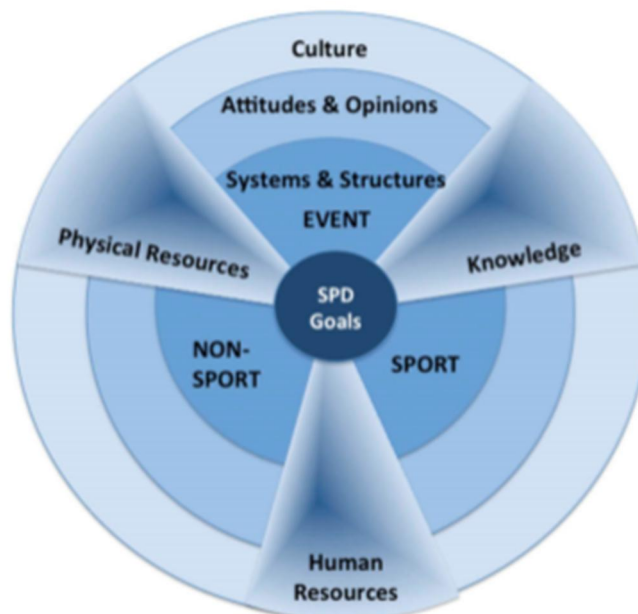 Culture
Attitudes & Opinions
Systems & Structures
EVENT
Physical Resources
Knowledge
SPD
Goals
NON-
SPORT
SPORT
Human
Resources